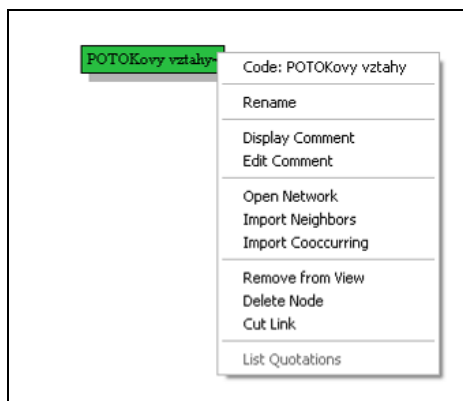 POTOKovy vztahy~
Code: POTOKovy vztahy
Rename
Display Comment
Edit Comment
Open Network
Import Neighbors
Import Cooccurring
Remove from View
Delete Node
Cut Link
List Quotations